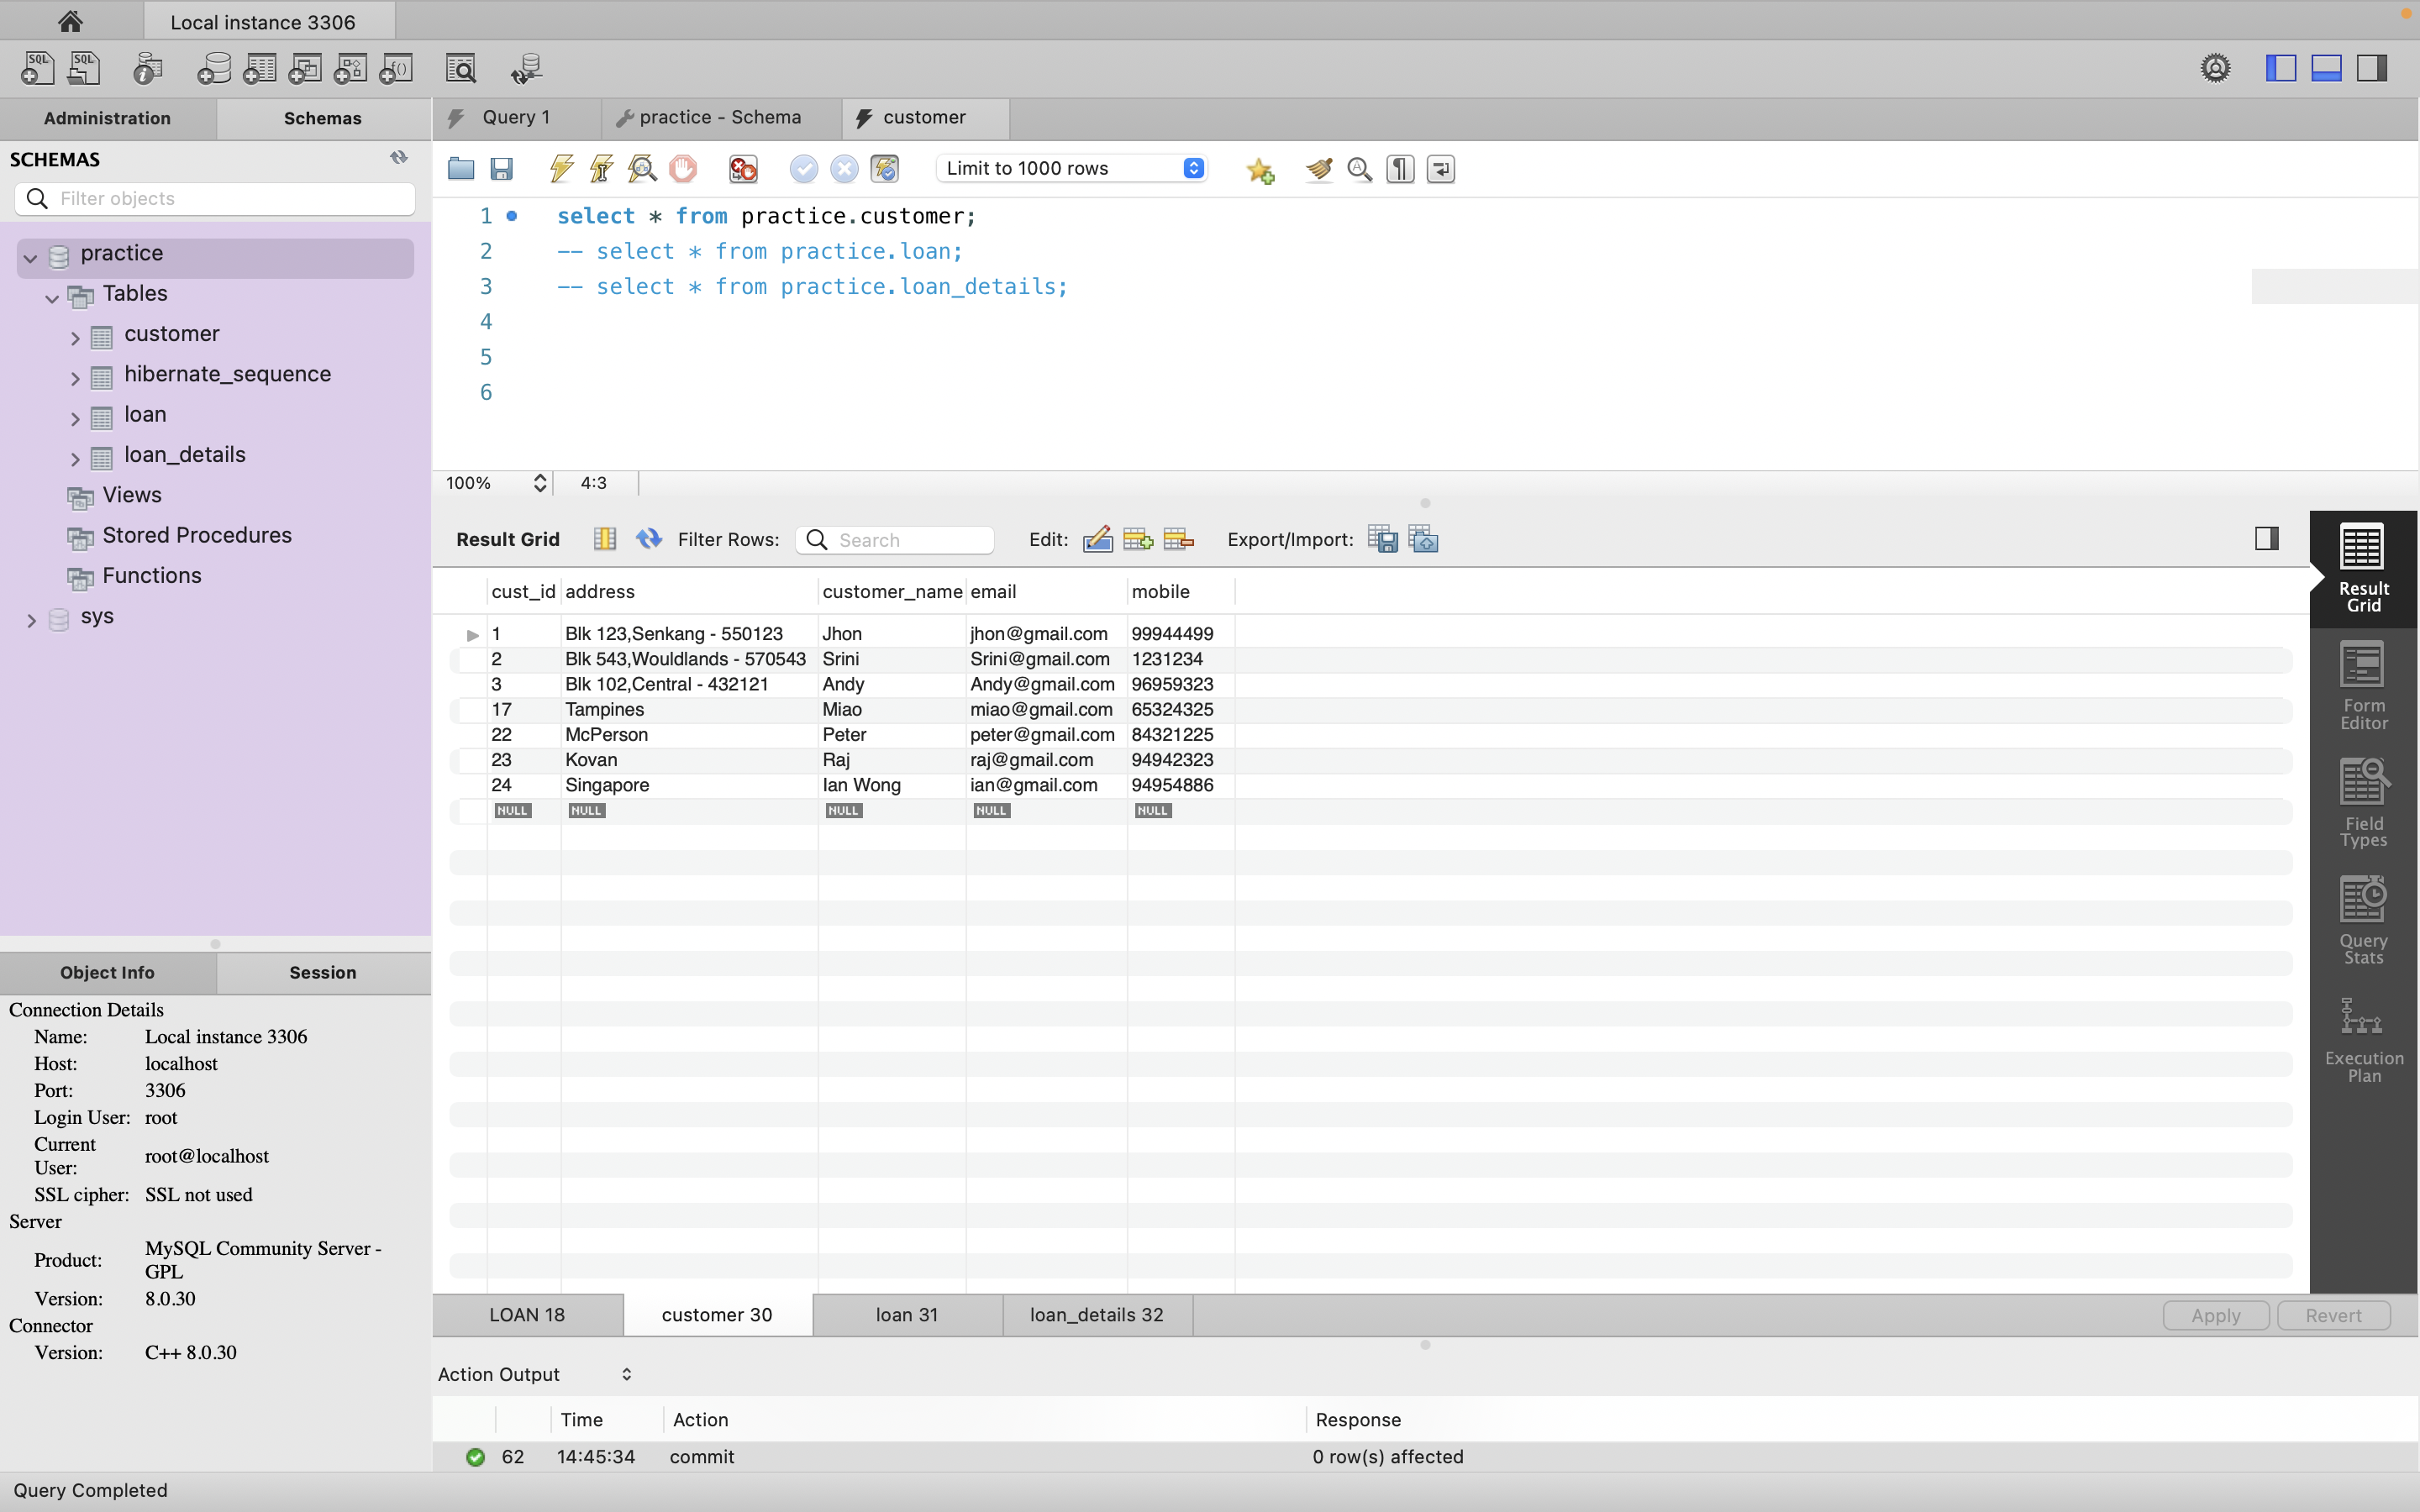 Local instance 3306
SQL SQL
Administration Schemas
Query 1 practice - Schema customer
SCHEMAS
Filter objects
Limit to 1000 rows
practice
Tables
customer
hibernate_sequence
loan
loan_details
Views
Stored Procedures
Functions
sys
1 select * from practice.customer;
2 -- select * from practice.loan;
3 -- select * from practice.loan_details;
4
5
6
100% 4:3
Result Grid Filter Rows: Search Edit: Export/Import:
cust_id address customer_name email mobile
1 Blk 123,Senkang - 550123 Jhon jhon@gmail.com 99944499
2 Blk 543,Wouldlands - 570543 Srini Srini@gmail.com 1231234
3 Blk 102,Central - 432121 Andy Andy@gmail.com 96959323
17 Tampines Miao miao@gmail.com 65324325
22 McPerson Peter peter@gmail.com 84321225
23 Kovan Raj raj@gmail.com 94942323
24 Singapore Ian Wong ian@gmail.com 94954886
NULL NULL NULL NULL NULL
Result
Grid
Form
Editor
Field
Types
Query
Stats
Execution
Plan
Object Info Session
Connection Details
Name: Local instance 3306
Host: localhost
Port: 3306
Login User: root
Current
User: root@localhost
SSL cipher: SSL not used
Server
Product: MySQL Community Server -
GPL
Version: 8.0.30
Connector
Version: C++ 8.0.30
LOAN 18 customer 30 loan 31 loan_details 32 Apply Revert
Action Output
Time Action Response
62 14:45:34 commit 0 row(s) affected
Query Completed